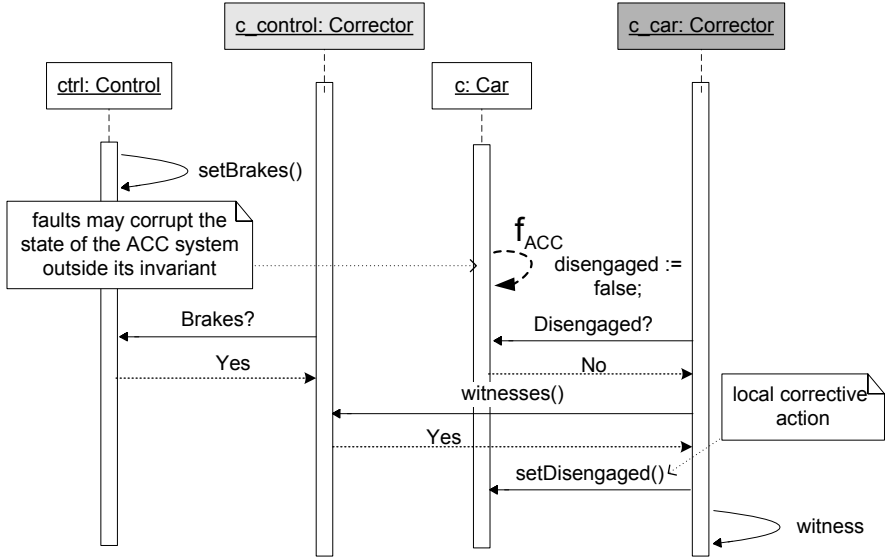 c_control: Corrector
c_car: Corrector
ctrl: Control
c: Car
setBrakes()
faults may corrupt the
state of the ACC system
outside its invariant
fACC
disengaged :=
false;
Brakes?
Disengaged?
Yes
No
witnesses()
local corrective
action
Yes
setDisengaged()
witness